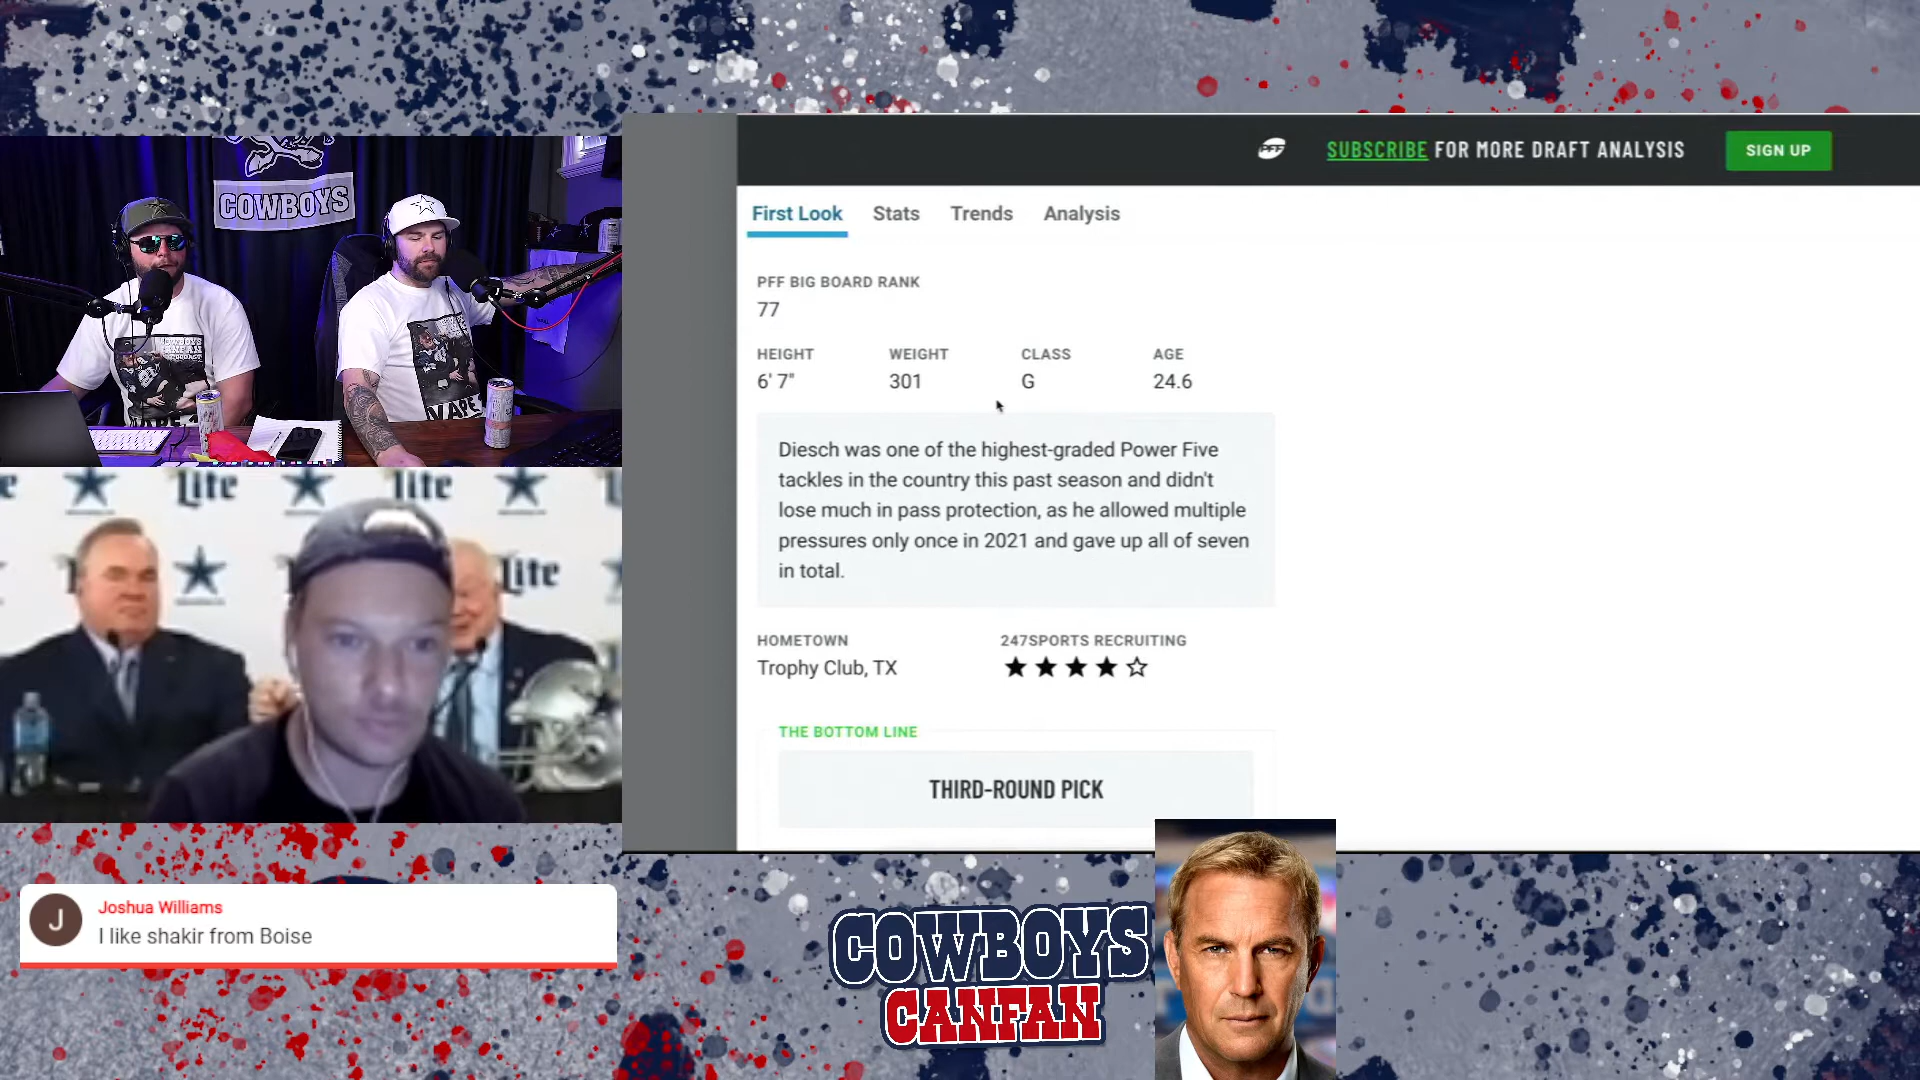 COWBOYS
SUBSCRIBE FOR MORE DRAFT ANALYSIS
SIGN UP
First Look Stats Trends Analysis
PFF BIG BOARD RANK
77
HEIGHT WEIGHT CLASS AGE
6' 7" 301 G 24.6
Diesch was one of the highest-graded Power Five
tackles in the country this past season and didn't
lose much in pass protection, as he allowed multiple
pressures only once in 2021 and gave up all of seven
in total.
HOMETOWN 247SPORTS RECRUITING
Trophy Club, TX
THE BOTTOM LINE
THIRD-ROUND PICK
Lite
lite
Lite
J
Joshua Williams
I like shakir from Boise
COWBOYS
CANFAN
PFF
VAPE